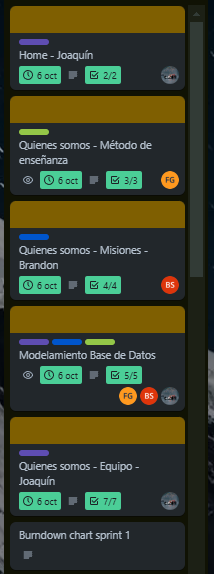 Home - Joaquín
6 oct 2/2
Quienes somos - Método de
enseñanza
6 oct 3/3
FG
Quienes somos - Misiones -
Brandon
6 oct 4/4
BS
Modelamiento Base de Datos
6 oct 5/5
FG BS
Quienes somos - Equipo -
Joaquín
6 oct 7/7
Burndown chart sprint 1